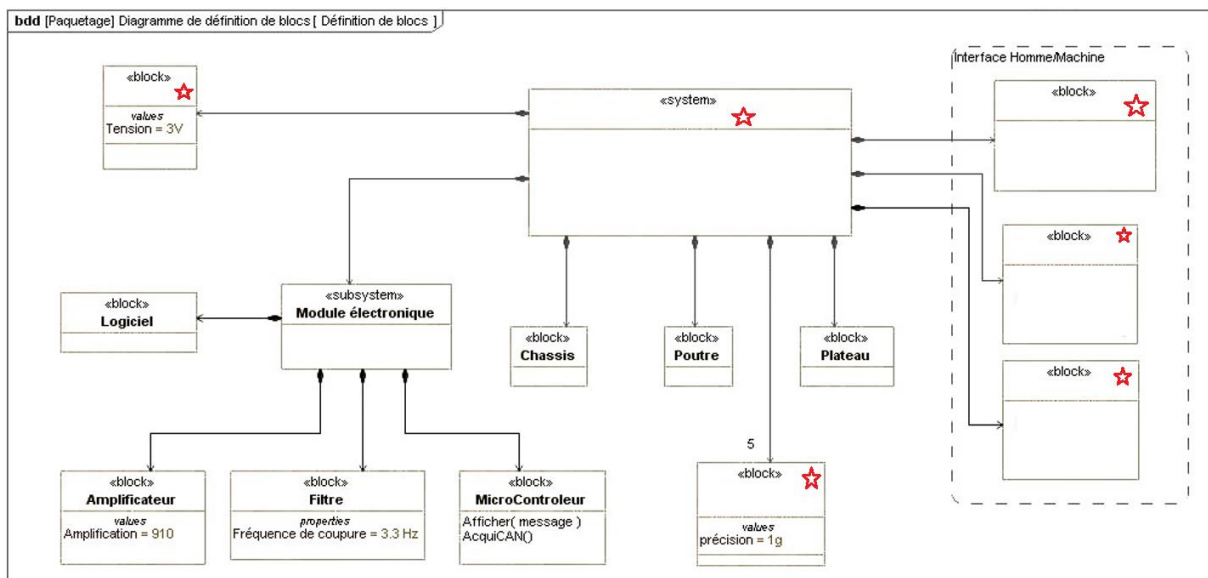 bdd [Paquetage] Diagramme de définition de blocs [ Définition de blocs ]
«block»
values
Tension = 3V
«system»
Interface Homme/Machine
«block»
«block»
«block»
«subsystem»
Module électronique
«block»
Logiciel
«block»
Chassis
«block»
Poutre
«block»
Plateau
5
«block»
Amplificateur
values
Amplification = 910
«block»
Filtre
properties
Fréquence de coupure = 3.3 Hz
«block»
MicroControleur
Afficher( message )
AcquiCAN()
«block»
values
précision = 1g